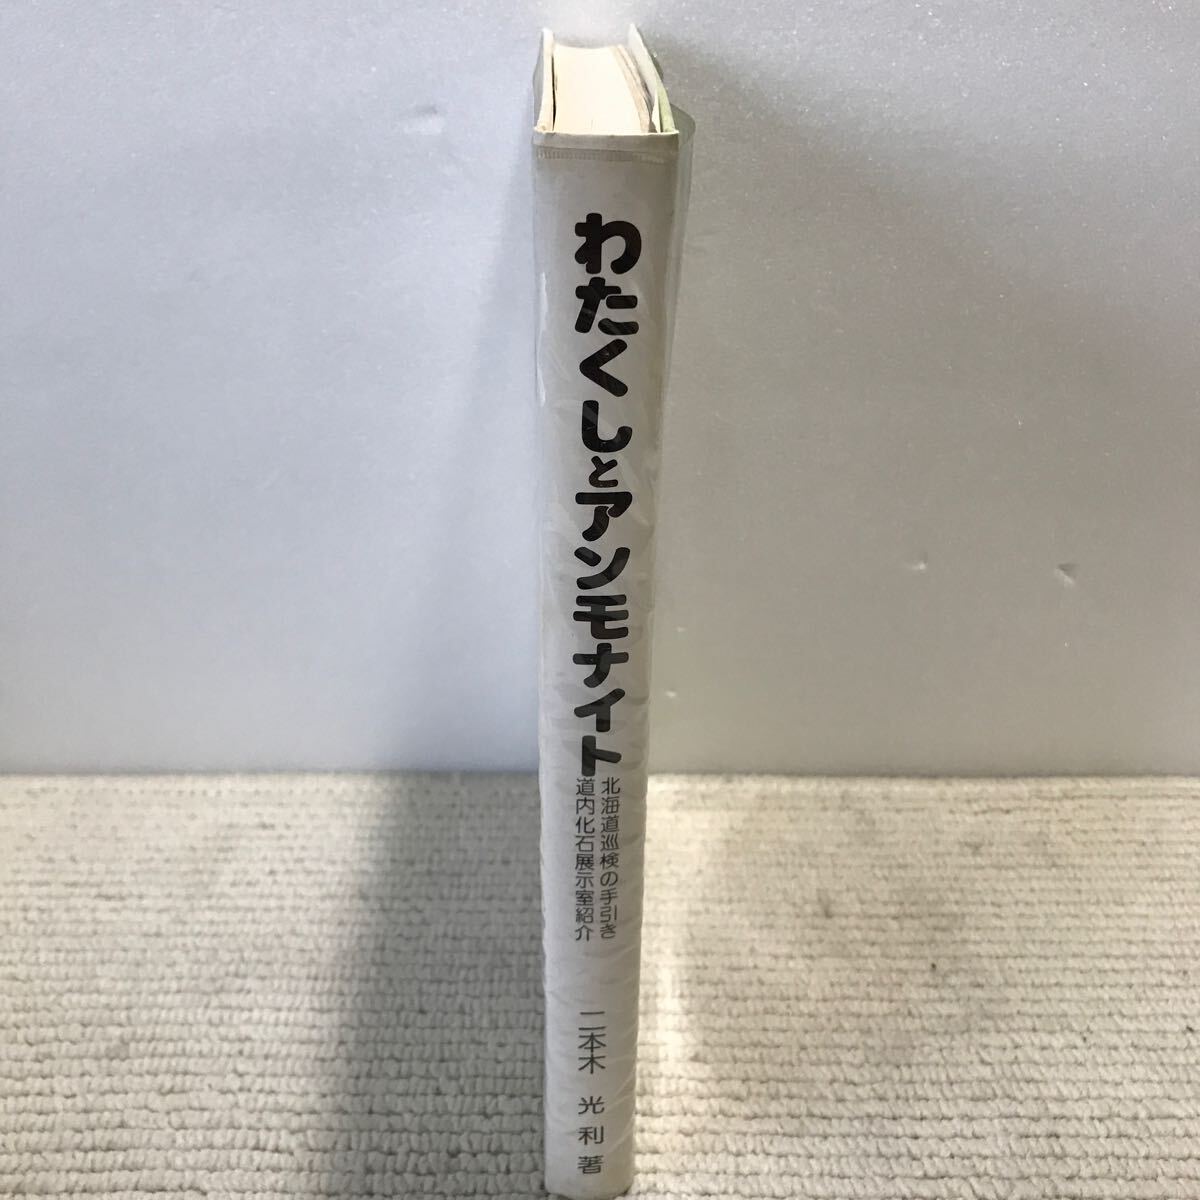 わたくしとアンモナイト
北海道巡検の手引き
道内化石展示室紹介
二本木 光利 著